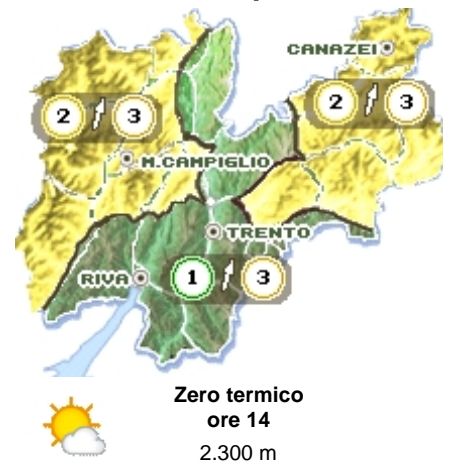 CANAZEI
2 3
2 3
M.CAMPIGLIO
TRENTO
RIVA
1 3
Zero termico
ore 14
2.300 m